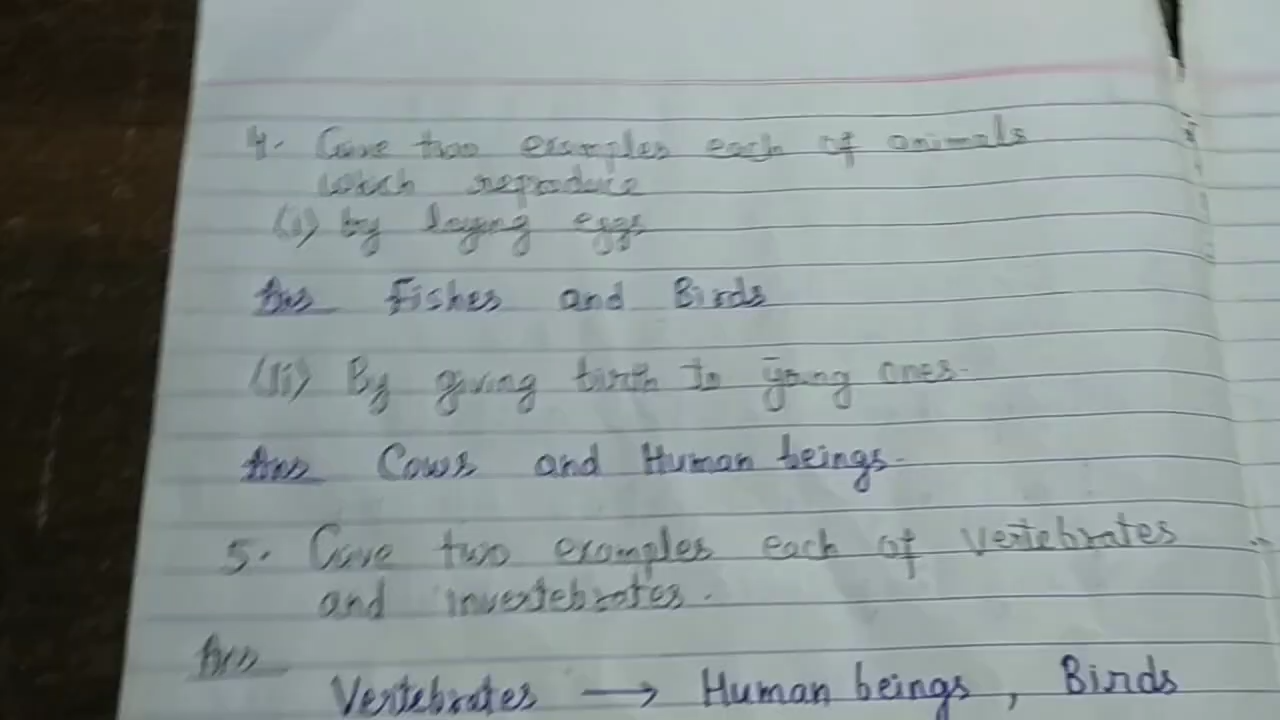 4. Give two examples each of animals
which reproduce
(i) by laying eggs
Ans Fishes and Birds
(ii) By giving birth to young ones.
Ans Cows and Human beings.
5. Give two examples each of vertebrates
and invertebrates.
Ans
Vertebrates → Human beings, Birds